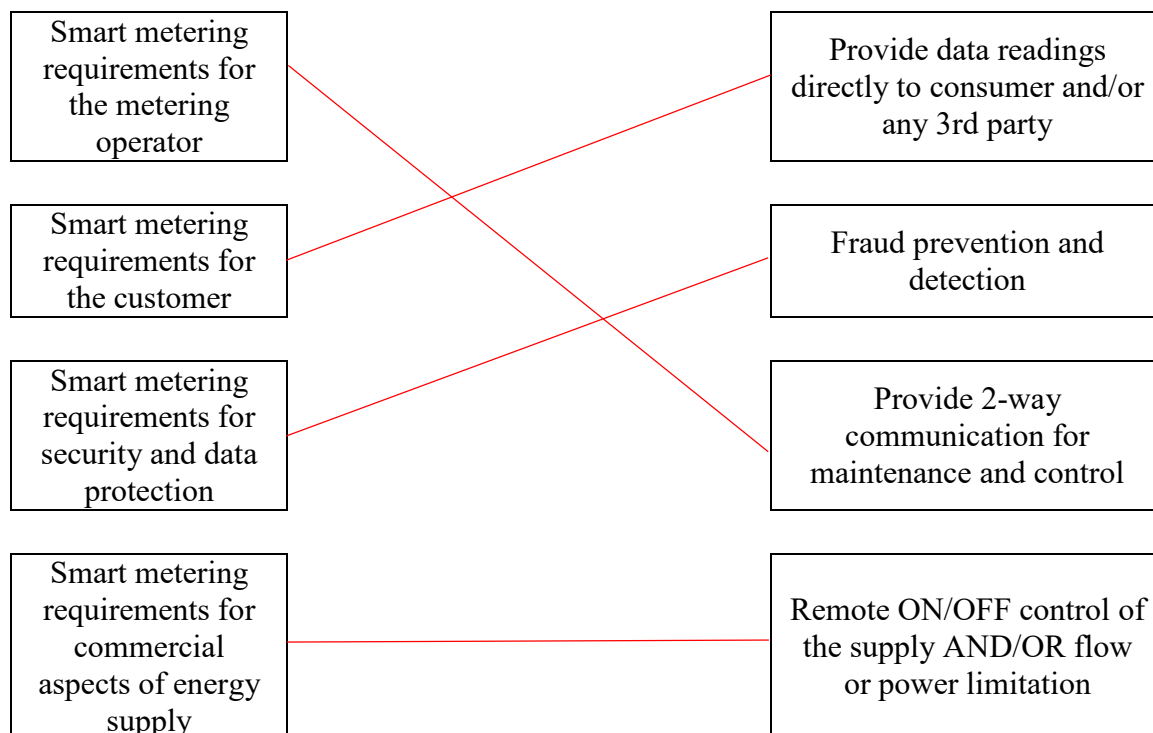 Smart metering
requirements for
the metering
operator
Provide data readings
directly to consumer and/or
any 3rd party
Smart metering
requirements for
the customer
Fraud prevention and
detection
Smart metering
requirements for
security and data
protection
Provide 2-way
communication for
maintenance and control
Smart metering
requirements for
commercial
aspects of energy
supply
Remote ON/OFF control of
the supply AND/OR flow
or power limitation